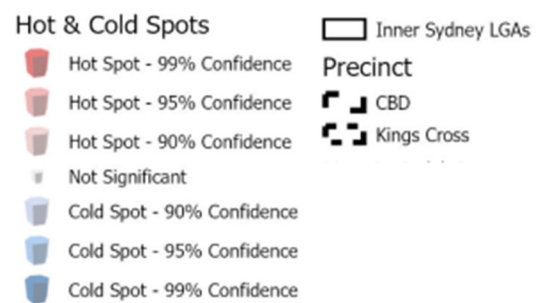 Hot & Cold Spots
Hot Spot - 99% Confidence
Hot Spot - 95% Confidence
Hot Spot - 90% Confidence
Not Significant
Cold Spot - 90% Confidence
Cold Spot - 95% Confidence
Cold Spot - 99% Confidence
Inner Sydney LGAs
Precinct
CBD
Kings Cross